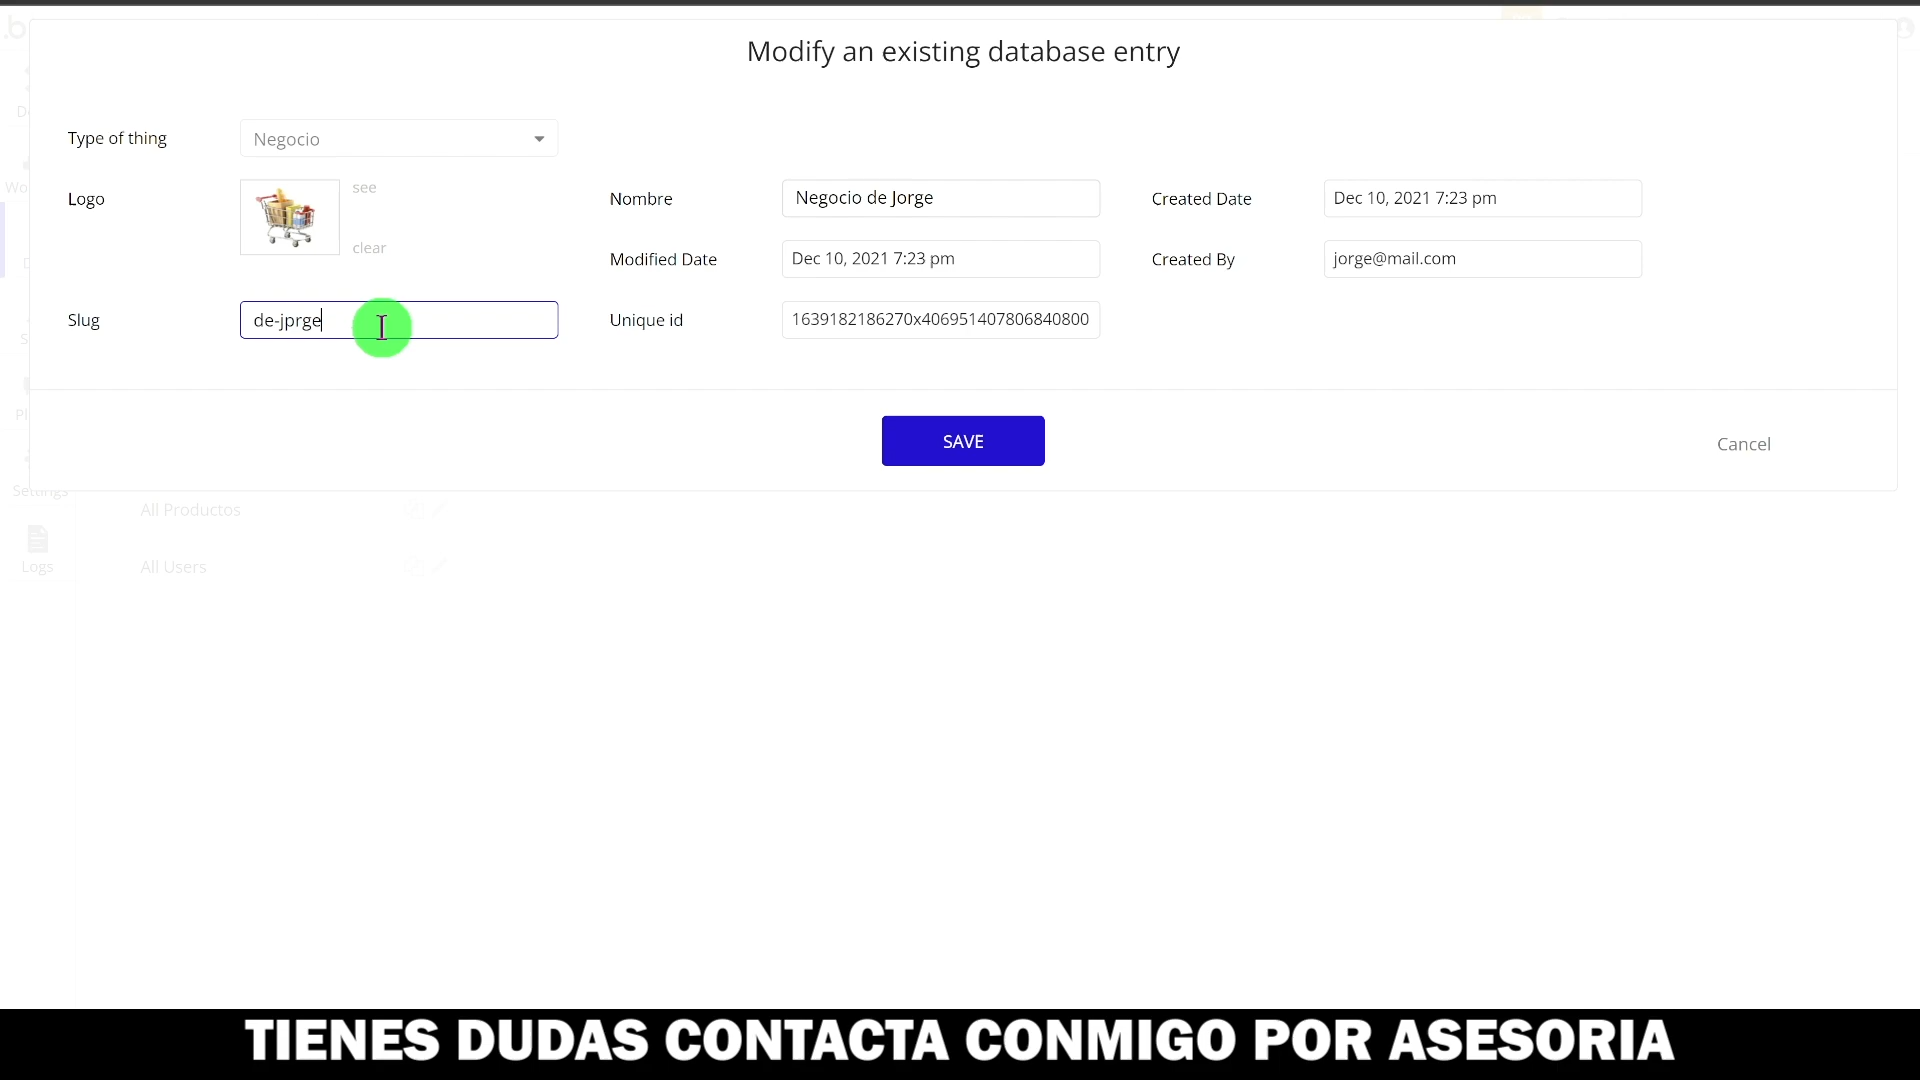 .b
Modify an existing database entry
Type of thing
Negocio
Logo
see
clear
Nombre
Negocio de Jorge
Created Date
Dec 10, 2021 7:23 pm
Modified Date
Dec 10, 2021 7:23 pm
Created By
jorge@mail.com
Slug
de-jprge
Unique id
1639182186270x406951407806840800
SAVE
Cancel
Settings
All Productos
Logs
All Users
TIENES DUDAS CONTACTA CONMIGO POR ASESORIA